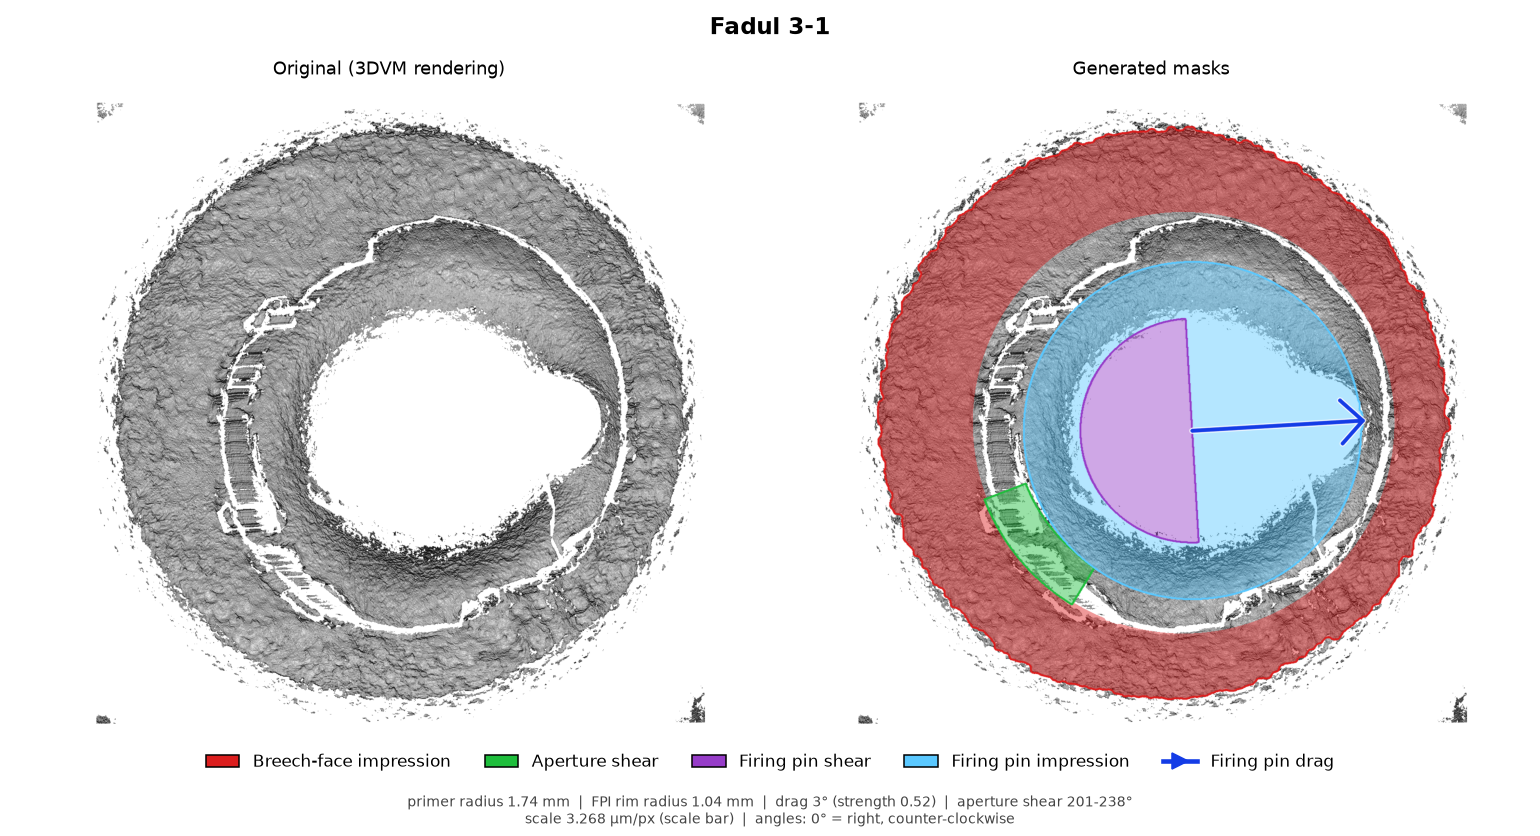 Fadul 3-1
Original (3DVM rendering)
Generated masks
Breech-face impression
Aperture shear
Firing pin shear
Firing pin impression
Firing pin drag
primer radius 1.74 mm | FPI rim radius 1.04 mm | drag 3° (strength 0.52) | aperture shear 201-238°
scale 3.268 µm/px (scale bar) | angles: 0° = right, counter-clockwise